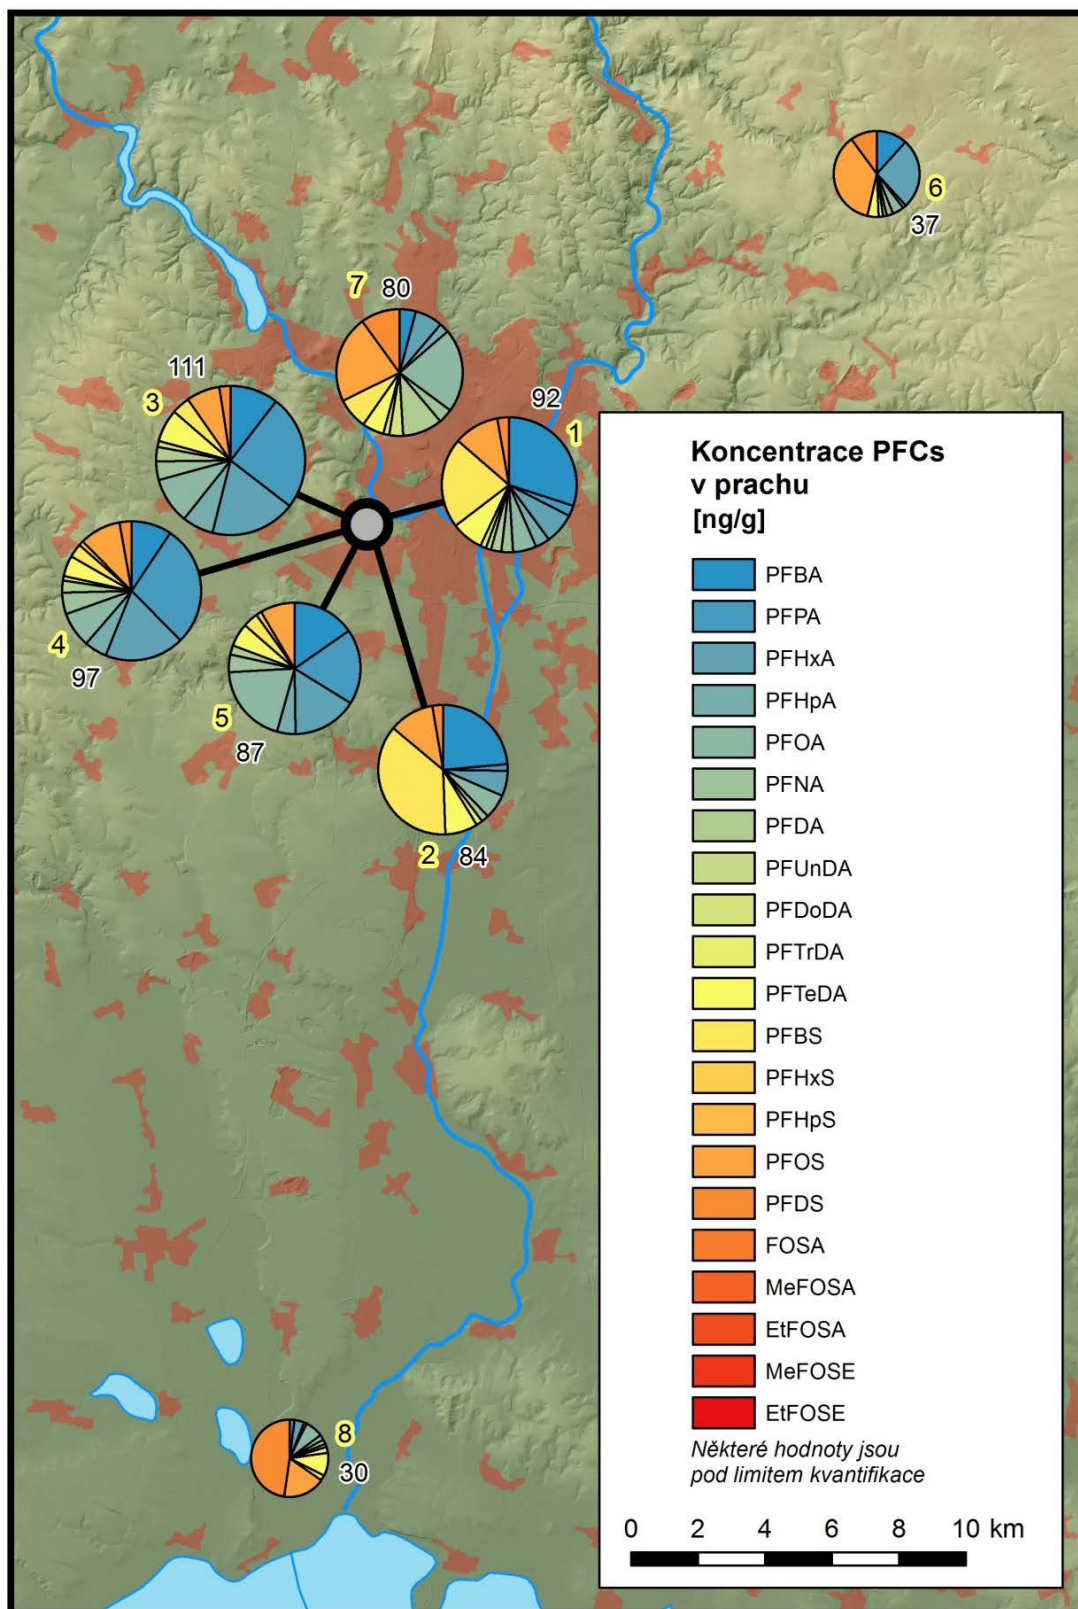 6
37
7
80
111
3
92
1
4
97
5
87
2
84
8
30
Koncentrace PFCs
v prachu
[ng/g]
PFBA
PFPA
PFHxA
PFHpA
PFOA
PFNA
PFDA
PFUnDA
PFDoDA
PFTrDA
PFTeDA
PFBS
PFHxS
PFHpS
PFOS
PFDS
FOSA
MeFOSA
EtFOSA
MeFOSE
EtFOSE
Některé hodnoty jsou
pod limitem kvantifikace
0 2 4 6 8 10 km